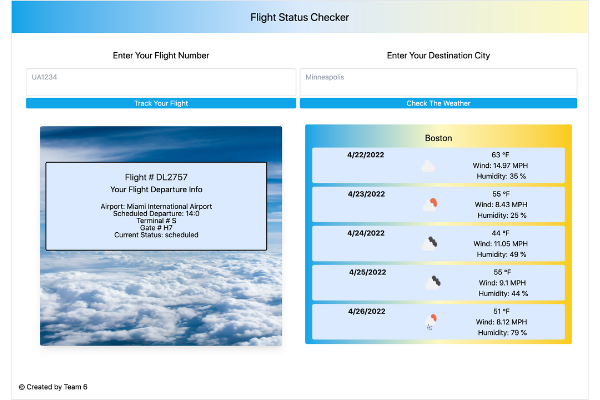 Flight Status Checker
Enter Your Flight Number
Enter Your Destination City
UA1234
Minneapolis
Track Your Flight
Check The Weather
Flight # DL2757
Your Flight Departure Info
Airport: Miami International Airport
Scheduled Departure: 14:0
Terminal # S
Gate # H7
Current Status: scheduled
Boston
4/22/2022
63 °F
Wind: 14.97 MPH
Humidity: 35 %
4/23/2022
55 °F
Wind: 8.43 MPH
Humidity: 25 %
4/24/2022
44 °F
Wind: 11.05 MPH
Humidity: 49 %
4/25/2022
55 °F
Wind: 9.1 MPH
Humidity: 44 %
4/26/2022
51 °F
Wind: 8.12 MPH
Humidity: 79 %
© Created by Team 6